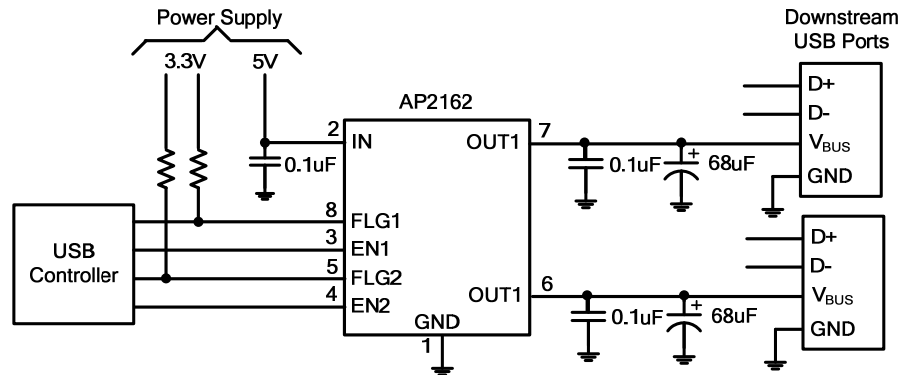 Power Supply
3.3V
5V
Downstream
USB Ports
AP2162
D+
D-
VBUS
GND
2
IN
OUT1
7
0.1uF
0.1uF
68uF
+
USB
Controller
8
FLG1
3
EN1
5
FLG2
4
EN2
OUT1
6
GND
1
0.1uF
68uF
+
D+
D-
VBUS
GND